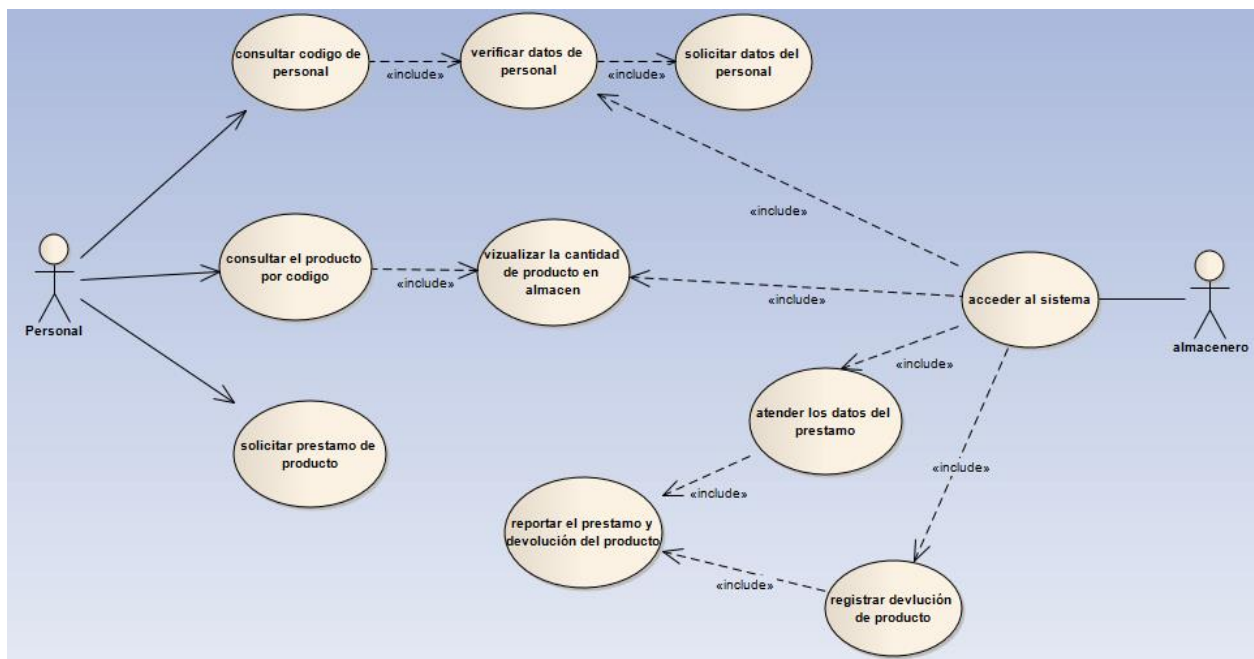 consultar codigo de
personal
«include»
verificar datos de
personal
«include»
solicitar datos del
personal
«include»
Personal
consultar el producto
por codigo
«include»
vizualizar la cantidad
de producto en
almacen
«include»
acceder al sistema
almacenero
«include»
atender los datos del
prestamo
solicitar prestamo de
producto
«include»
«include»
reportar el prestamo y
devolución del producto
«include»
registrar devlución
de producto